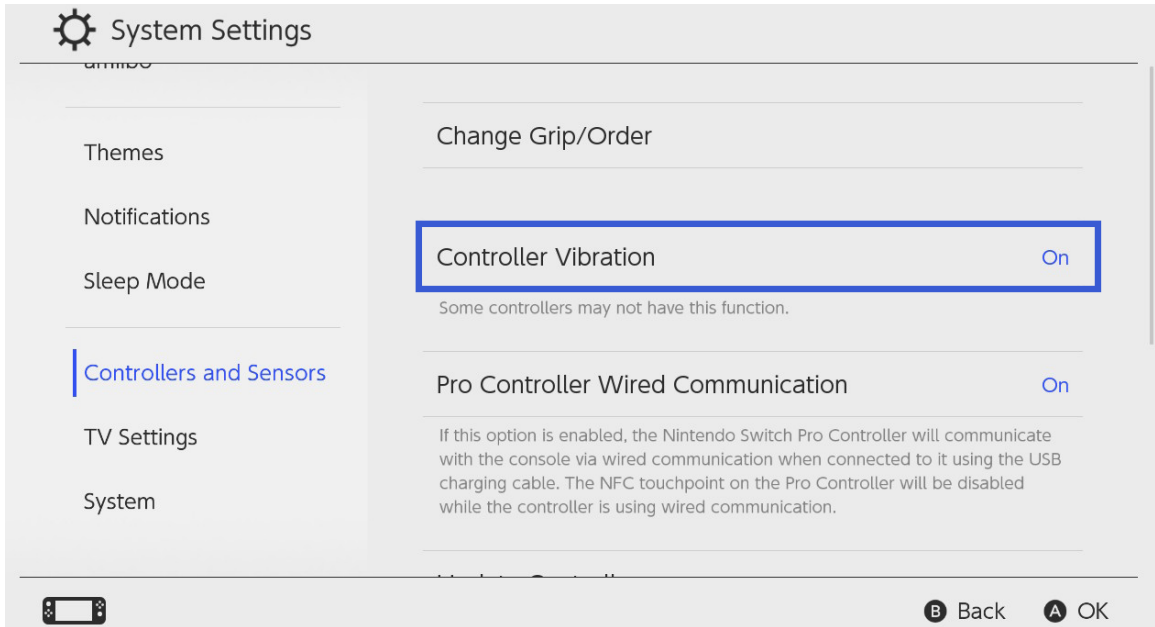 System Settings
amiibo
Themes
Notifications
Sleep Mode
Controllers and Sensors
TV Settings
System
Change Grip/Order
Controller Vibration On
Some controllers may not have this function.
Pro Controller Wired Communication On
If this option is enabled, the Nintendo Switch Pro Controller will communicate
with the console via wired communication when connected to it using the USB
charging cable. The NFC touchpoint on the Pro Controller will be disabled
while the controller is using wired communication.
B Back A OK